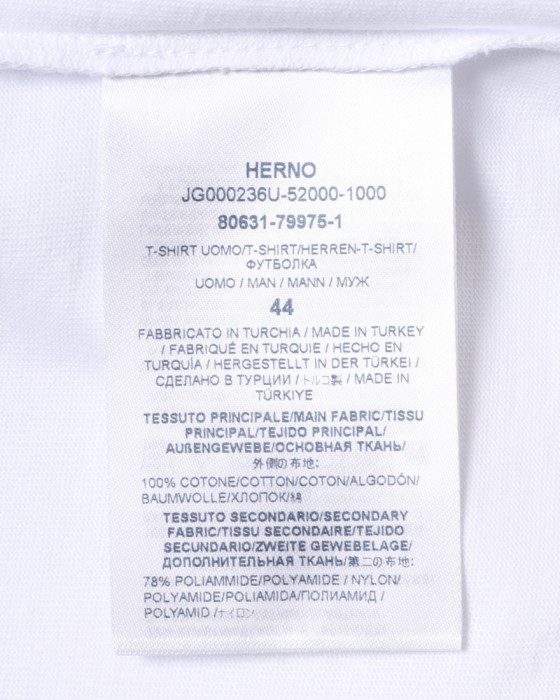 HERNO
JG000236U-52000-1000
80631-79975-1
T-SHIRT UOMO/T-SHIRT/HERREN-T-SHIRT/
ФУТБОЛКА
UOMO / MAN / MANN / МУЖ
44
FABBRICATO IN TURCHIA / MADE IN TURKEY
/ FABRIQUÉ EN TURQUIE / HECHO EN
TURQUÍA / HERGESTELLT IN DER TÜRKEI /
СДЕЛАНО В ТУРЦИИ / トルコ製 / MADE IN
TÜRKIYE
TESSUTO PRINCIPALE/MAIN FABRIC/TISSU
PRINCIPAL/TEJIDO PRINCIPAL/
AUßENGEWEBE/ОСНОВНАЯ ТКАНЬ/
外側の布地:
100% COTONE/COTTON/COTON/ALGODÓN/
BAUMWOLLE/ХЛОПОК/綿
TESSUTO SECONDARIO/SECONDARY
FABRIC/TISSU SECONDAIRE/TEJIDO
SECUNDARIO/ZWEITE GEWEBELAGE/
ДОПОЛНИТЕЛЬНАЯ ТКАНЬ/第二の布地:
78% POLIAMMIDE/POLYAMIDE / NYLON/
POLYAMIDE/POLIAMIDA/ПОЛИАМИД /
POLYAMID /ナイロン